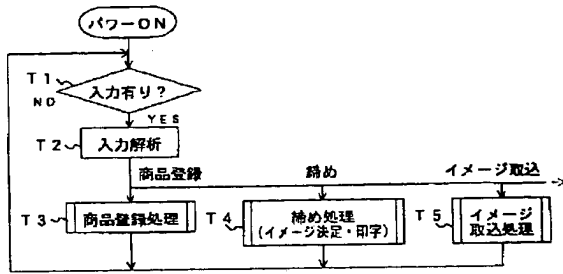 パワーON
T1
入力有り？
NO
YES
T2
入力解析
商品登録
締め
イメージ取込
T3
商品登録処理
T4
締め処理
(イメージ決定・印字)
T5
イメージ
取込処理